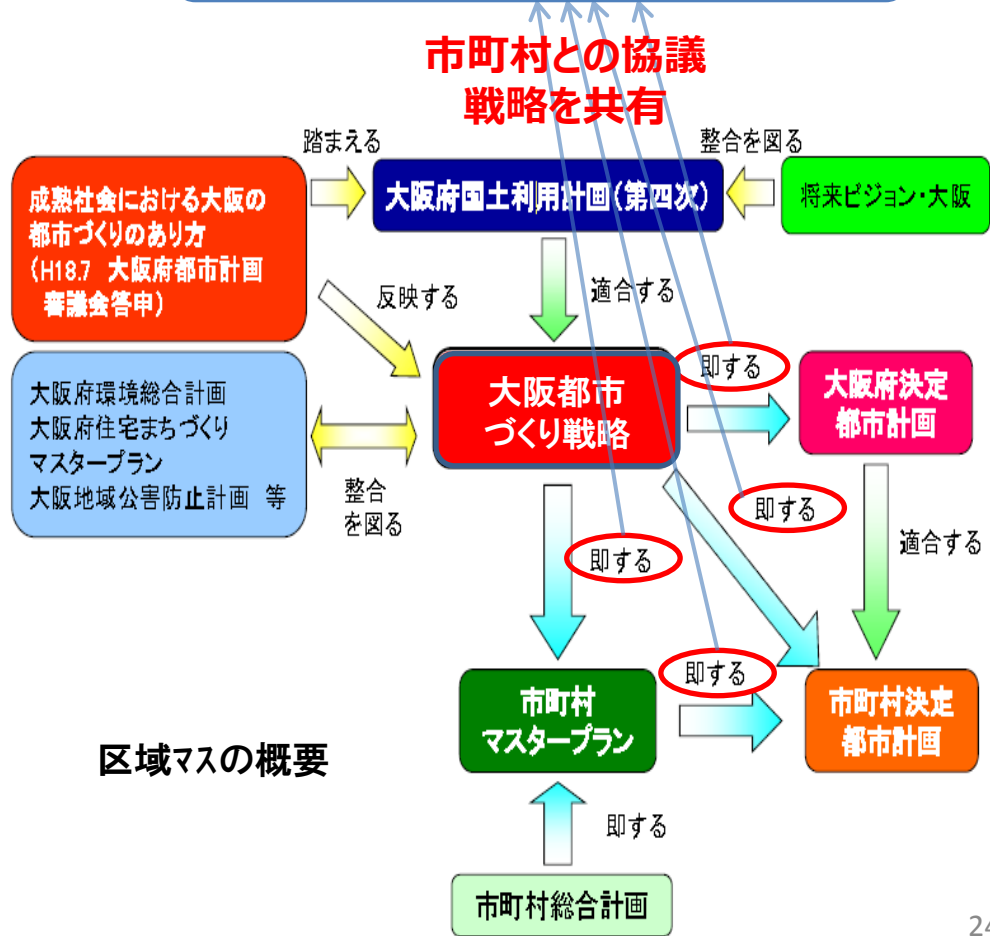 市町村との協議
戦略を共有
踏まえる
整合を図る
成熟社会における大阪の
都市づくりのあり方
(H18.7 大阪府都市計画
審議会答申)
大阪府国土利用計画(第四次)
将来ビジョン・大阪
反映する
適合する
大阪府環境総合計画
大阪府住宅まちづくり
マスタープラン
大阪地域公害防止計画 等
整合
を図る
大阪都市
づくり戦略
即する
大阪府決定
都市計画
即する
即する
適合する
即する
市町村
マスタープラン
市町村決定
都市計画
区域マスの概要
即する
市町村総合計画
24